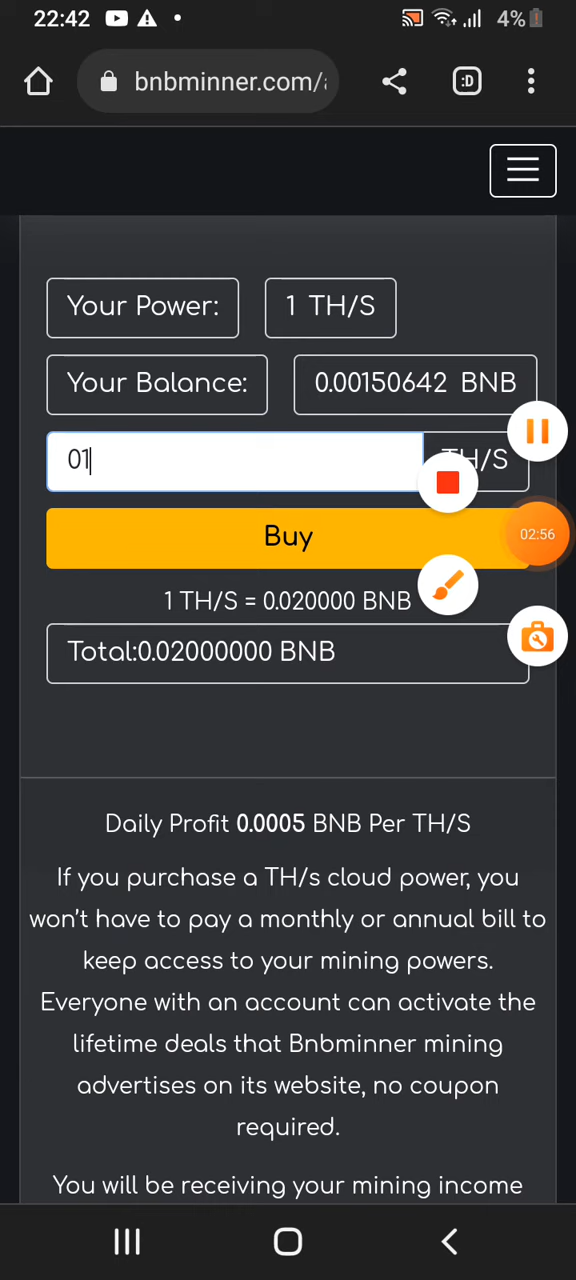 22:42
4%
bnbminner.com/a
:D
Your Power:
1 TH/S
Your Balance:
0.00150642 BNB
01
TH/S
Buy
02:56
1 TH/S = 0.020000 BNB
Total:0.02000000 BNB
Daily Profit 0.0005 BNB Per TH/S
If you purchase a TH/s cloud power, you
won't have to pay a monthly or annual bill to
keep access to your mining powers.
Everyone with an account can activate the
lifetime deals that Bnbminner mining
advertises on its website, no coupon
required.
You will be receiving your mining income